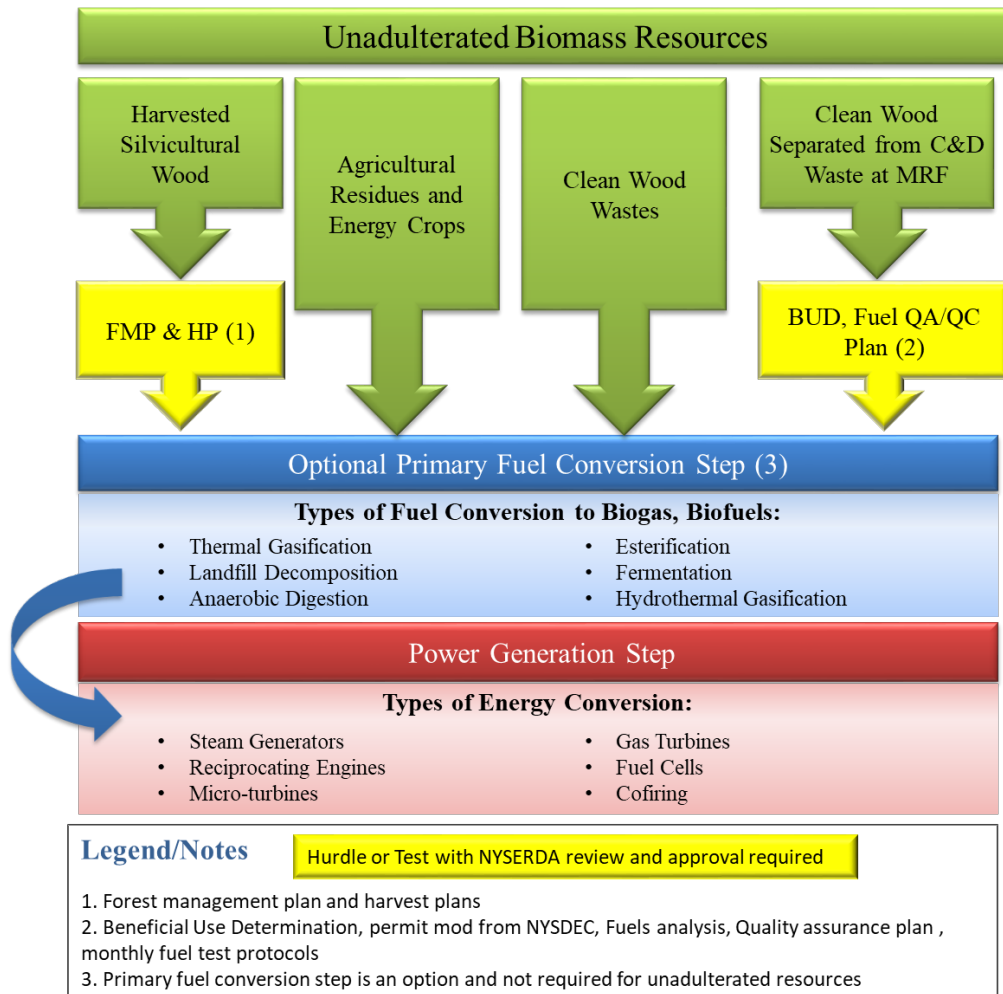 Unadulterated Biomass Resources
Harvested
Silvicultural
Wood
Agricultural
Residues and
Energy Crops
Clean Wood
Wastes
Clean Wood
Separated from C&D
Waste at MRF
FMP & HP (1)
BUD, Fuel QA/QC
Plan (2)
Optional Primary Fuel Conversion Step (3)
Types of Fuel Conversion to Biogas, Biofuels:
• Thermal Gasification
• Landfill Decomposition
• Anaerobic Digestion
• Esterification
• Fermentation
• Hydrothermal Gasification
Power Generation Step
Types of Energy Conversion:
• Steam Generators
• Reciprocating Engines
• Micro-turbines
• Gas Turbines
• Fuel Cells
• Cofiring
Legend/Notes
Hurdle or Test with NYSERDA review and approval required
1. Forest management plan and harvest plans
2. Beneficial Use Determination, permit mod from NYSDEC, Fuels analysis, Quality assurance plan ,
monthly fuel test protocols
3. Primary fuel conversion step is an option and not required for unadulterated resources